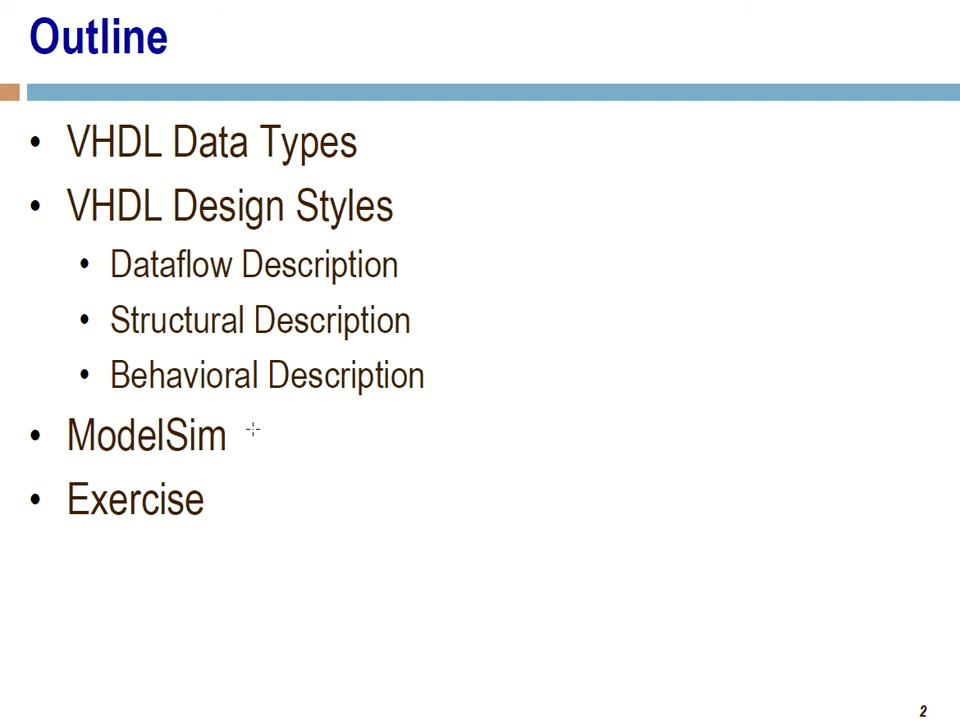 Outline
• VHDL Data Types
• VHDL Design Styles
• Dataflow Description
• Structural Description
• Behavioral Description
• ModelSim
• Exercise
2